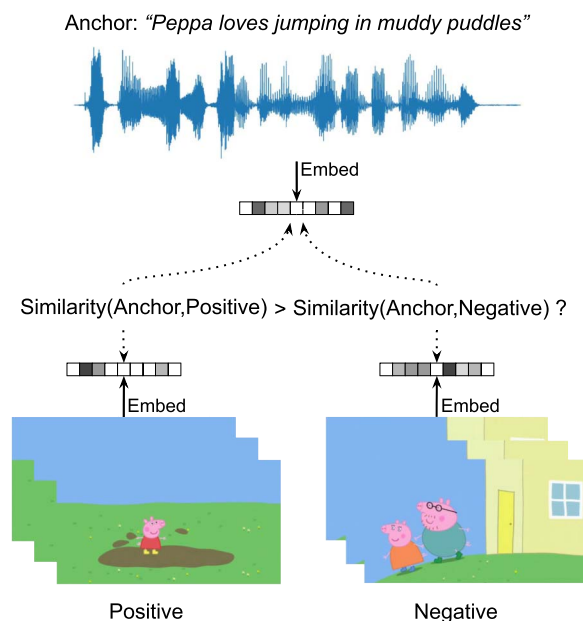 Anchor: “Peppa loves jumping in muddy puddles”
Embed
Similarity(Anchor,Positive) > Similarity(Anchor,Negative) ?
Embed
Embed
Positive
Negative